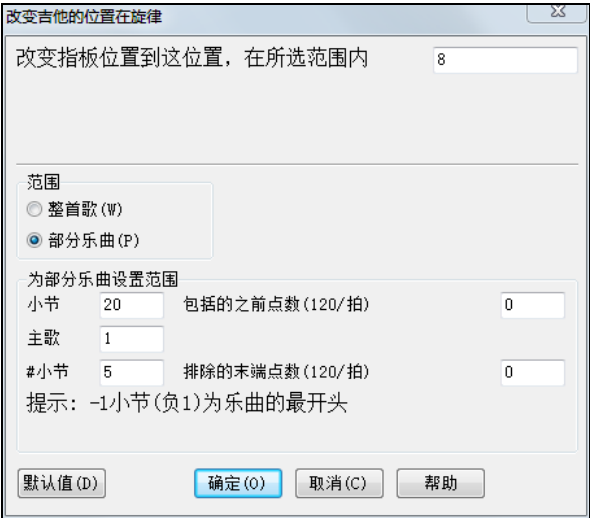 改变吉他的位置在旋律
改变指板位置到这位置, 在所选范围内 8
范围
整首歌(W)
部分乐曲(P)
为部分乐曲设置范围
小节 20 包括的之前点数(120/拍) 0
主歌 1
#小节 5 排除的末端点数(120/拍) 0
提示: -1小节(负1)为乐曲的最开头
默认值(D) 确定(O) 取消(C) 帮助